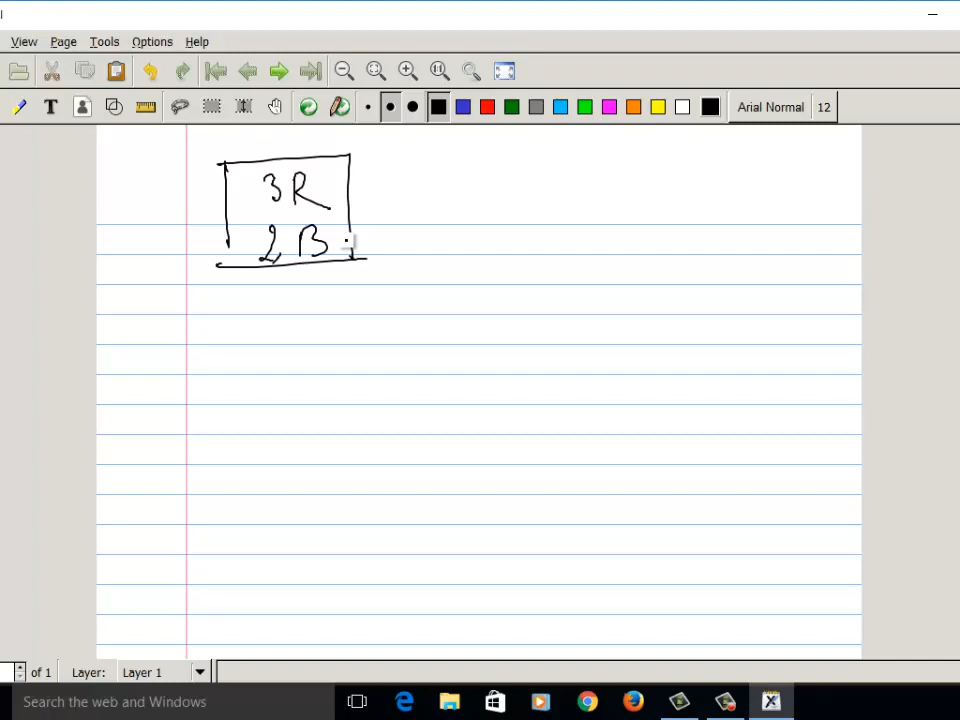 l
View Page Tools Options Help
T Arial Normal 12
3R
2B
of 1 Layer: Layer 1
Search the web and Windows